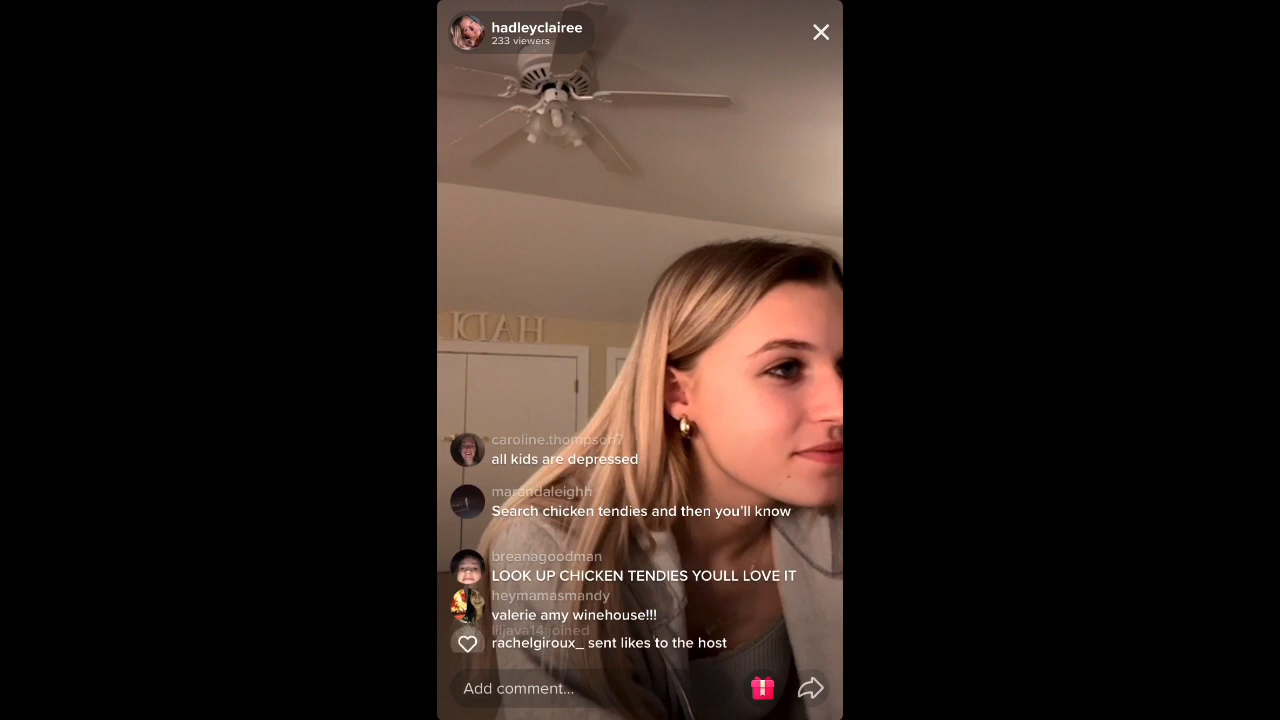 hadleyclairee
233 viewers
HAIDI
caroline.thompson7
all kids are depressed
marandaleighh
Search chicken tendies and then you'll know
breanagoodman
LOOK UP CHICKEN TENDIES YOULL LOVE IT
heymamasmandy
valerie amy winehouse!!!
liljava14 joined
rachelgiroux_ sent likes to the host
Add comment...